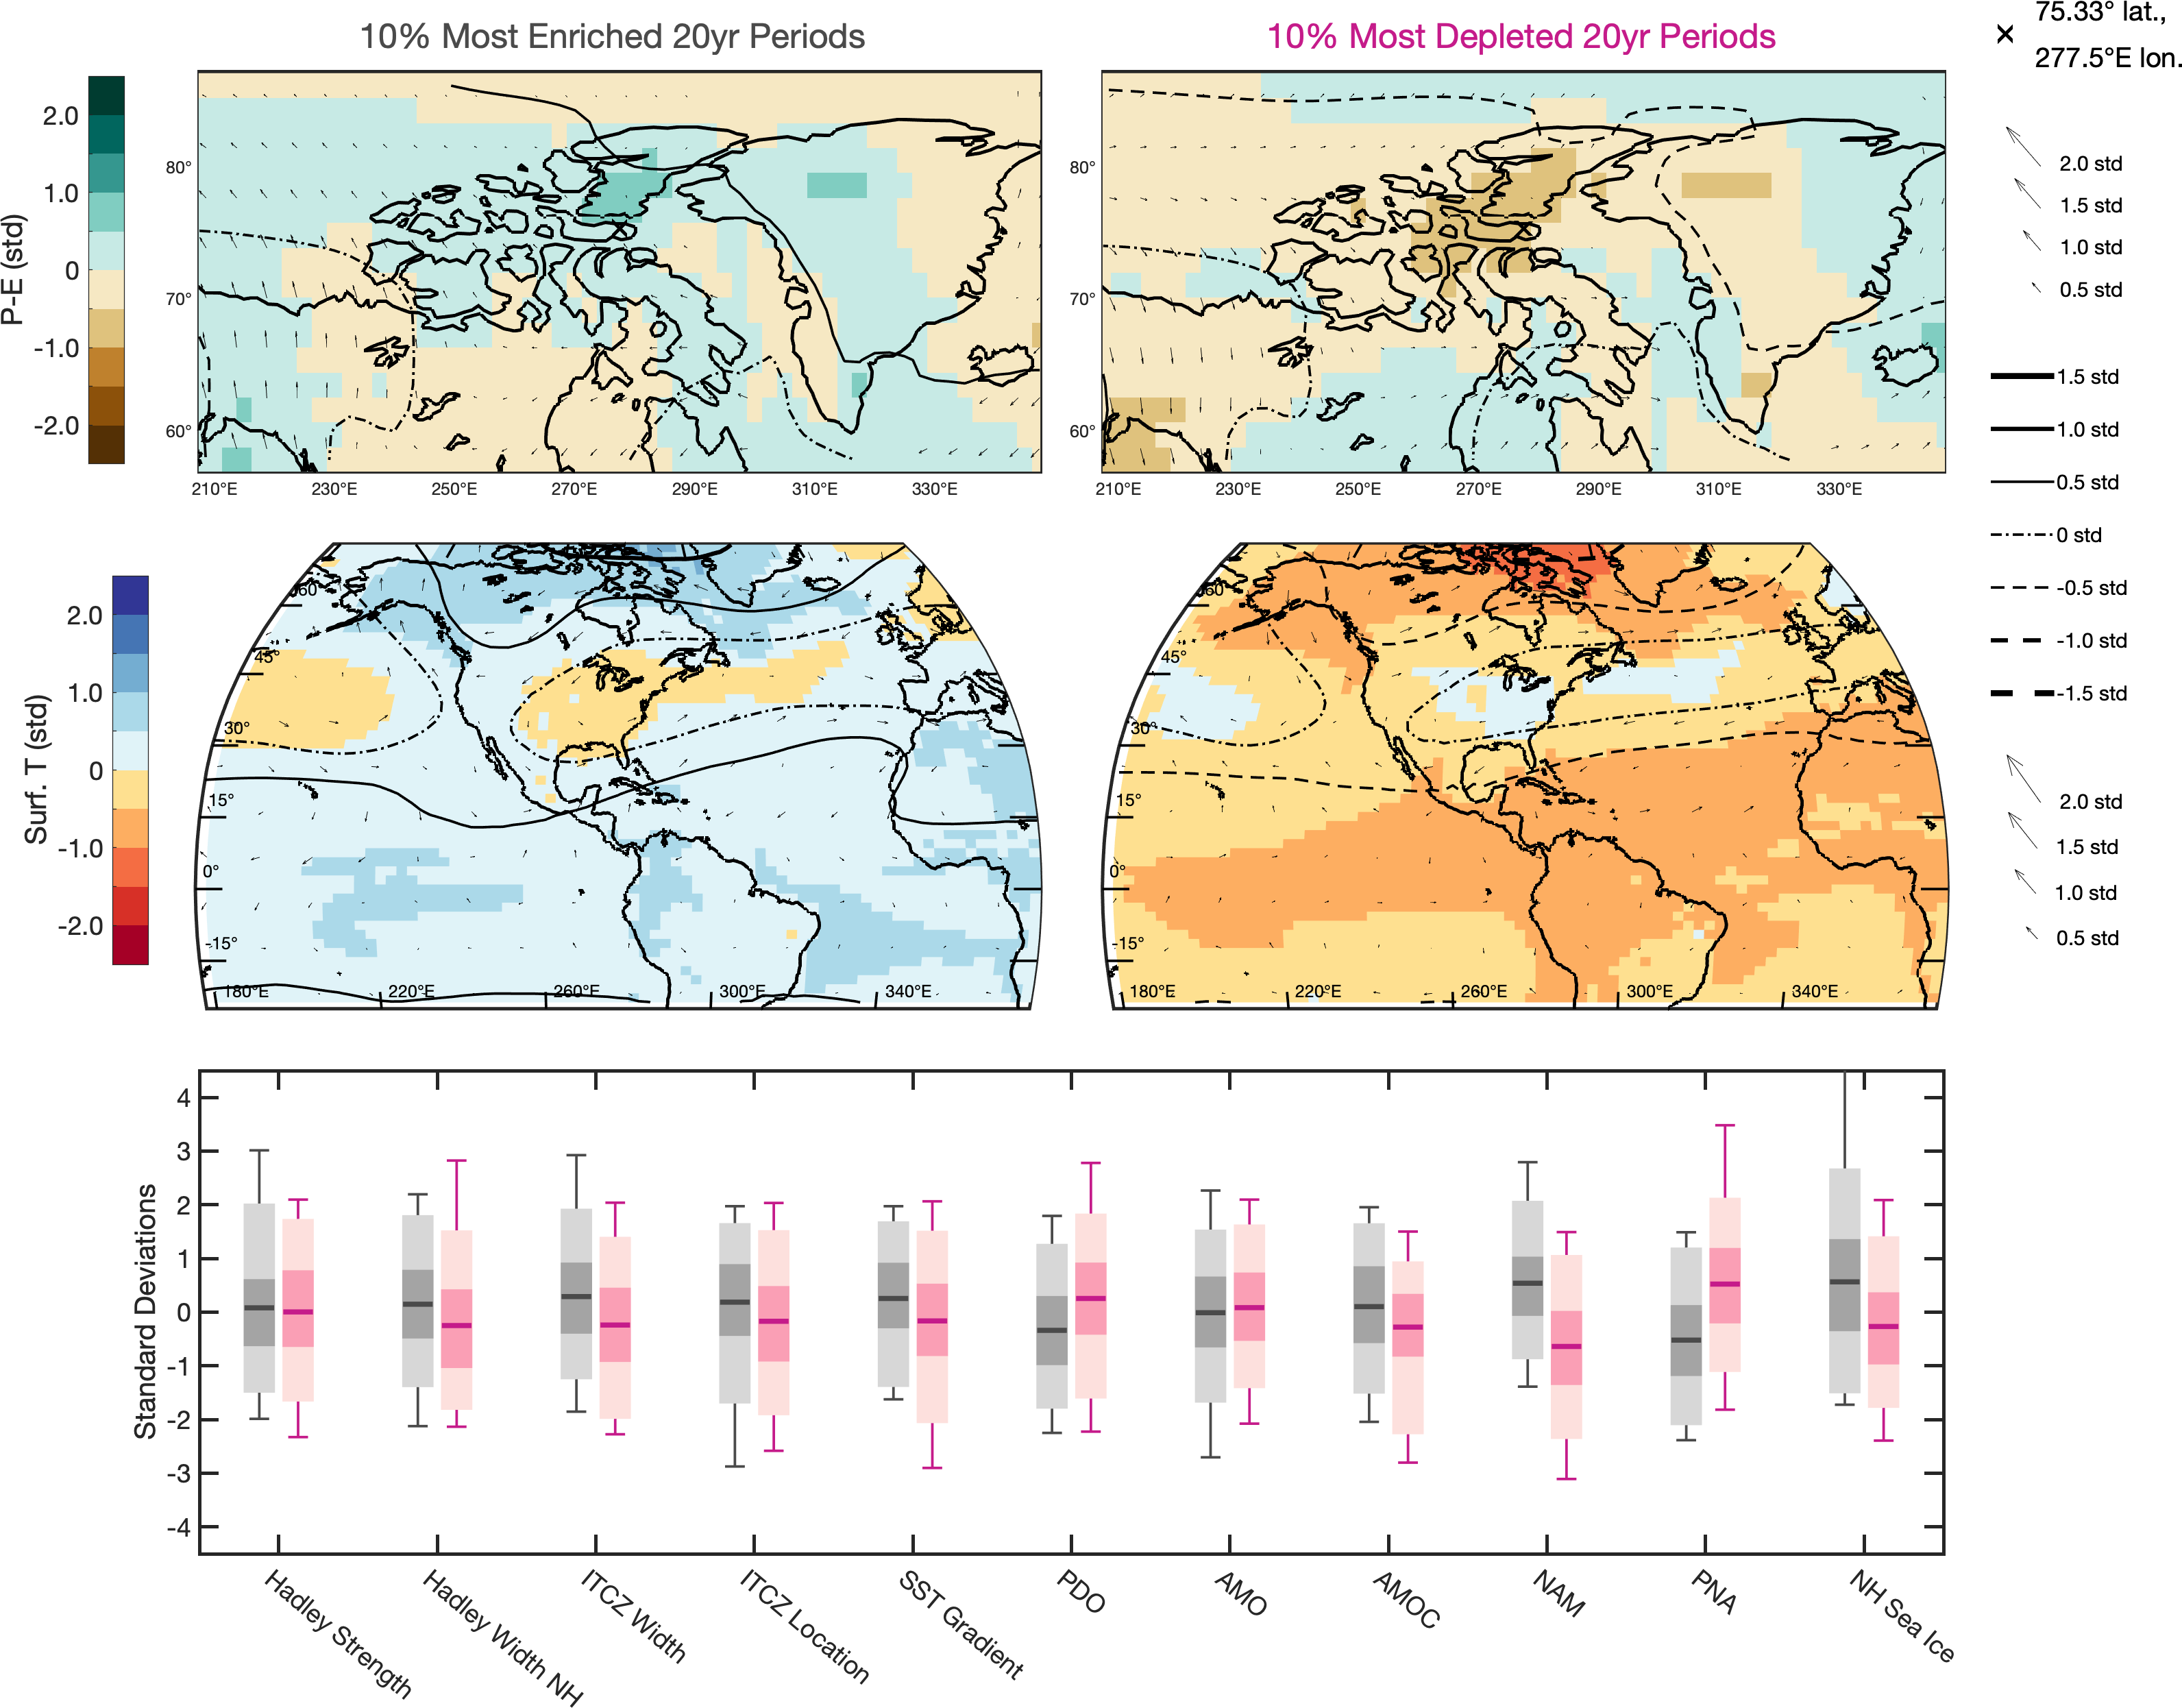 10% Most Enriched 20yr Periods
10% Most Depleted 20yr Periods
75.33° lat.,
277.5°E lon.
P-E (std)
2.0
1.0
0
-1.0
-2.0
80°
70°
60°
210°E 230°E 250°E 270°E 290°E 310°E 330°E
80°
70°
60°
210°E 230°E 250°E 270°E 290°E 310°E 330°E
2.0 std
1.5 std
1.0 std
0.5 std
1.5 std
1.0 std
0.5 std
0 std
-0.5 std
-1.0 std
-1.5 std
Surf. T (std)
2.0
1.0
0
-1.0
-2.0
60°
45°
30°
15°
0°
-15°
180°E 220°E 260°E 300°E 340°E
60°
45°
30°
15°
0°
-15°
180°E 220°E 260°E 300°E 340°E
2.0 std
1.5 std
1.0 std
0.5 std
Standard Deviations
4
3
2
1
0
-1
-2
-3
-4
Hadley Strength
Hadley Width NH
ITCZ Width
ITCZ Location
SST Gradient
PDO
AMO
AMOC
NAM
PNA
NH Sea Ice